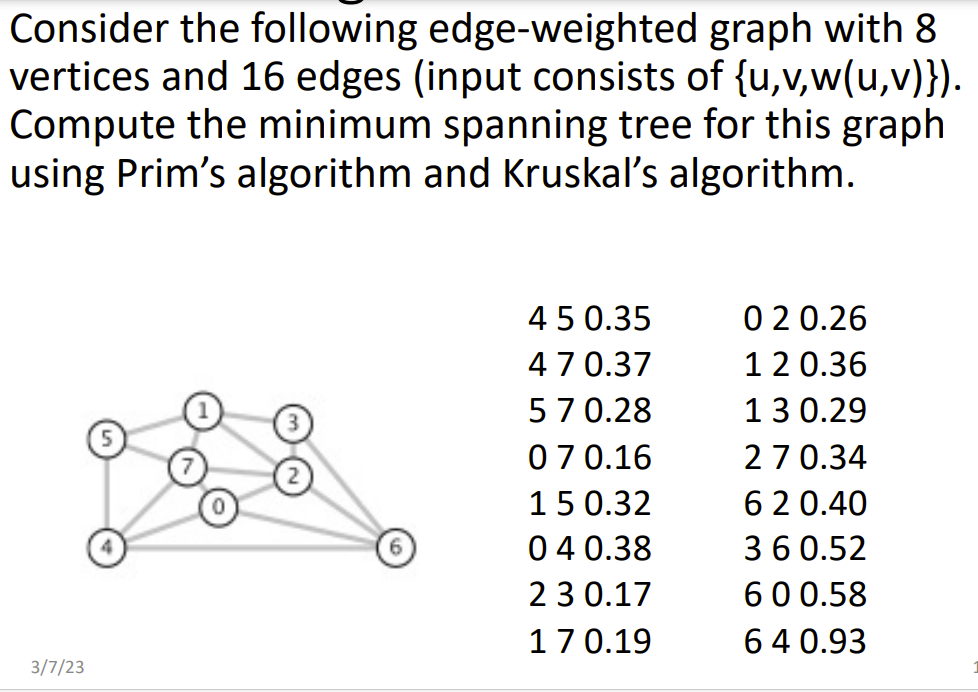 Consider the following edge-weighted graph with 8
vertices and 16 edges (input consists of {u,v,w(u,v)}).
Compute the minimum spanning tree for this graph
using Prim’s algorithm and Kruskal’s algorithm.
1
3
5
7
2
0
4
6
4 5 0.35
4 7 0.37
5 7 0.28
0 7 0.16
1 5 0.32
0 4 0.38
2 3 0.17
1 7 0.19
0 2 0.26
1 2 0.36
1 3 0.29
2 7 0.34
6 2 0.40
3 6 0.52
6 0 0.58
6 4 0.93
3/7/23